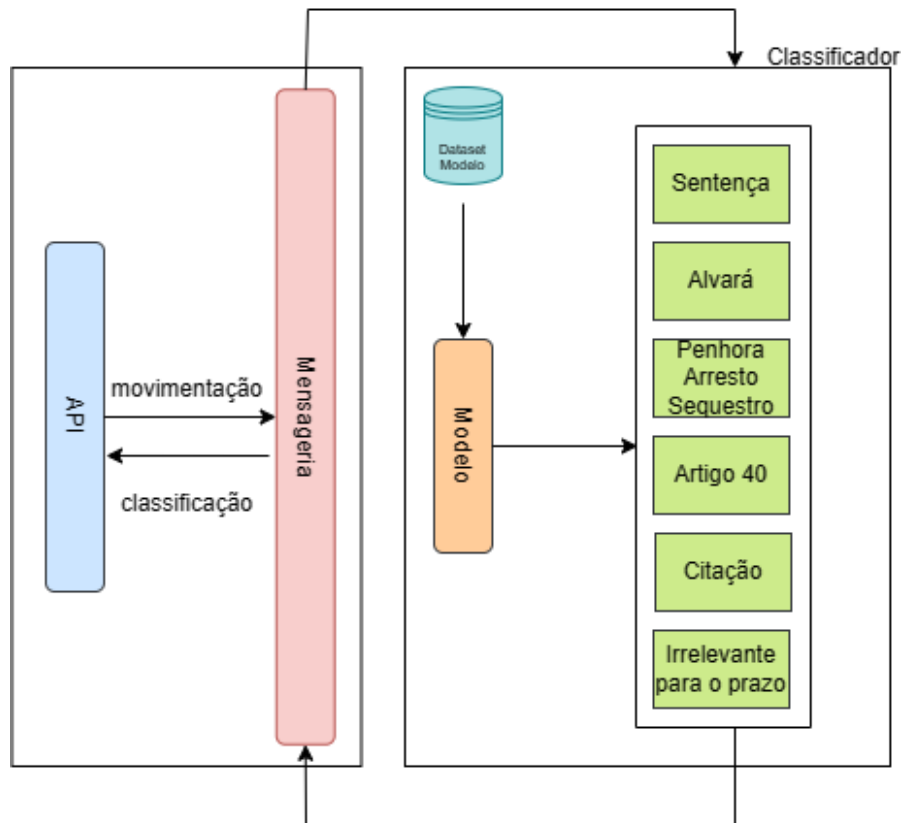 Classificador
API
movimentação
classificação
Mensageria
Dataset
Modelo
Modelo
Sentença
Alvará
Penhora
Arresto
Sequestro
Artigo 40
Citação
Irrelevante
para o prazo